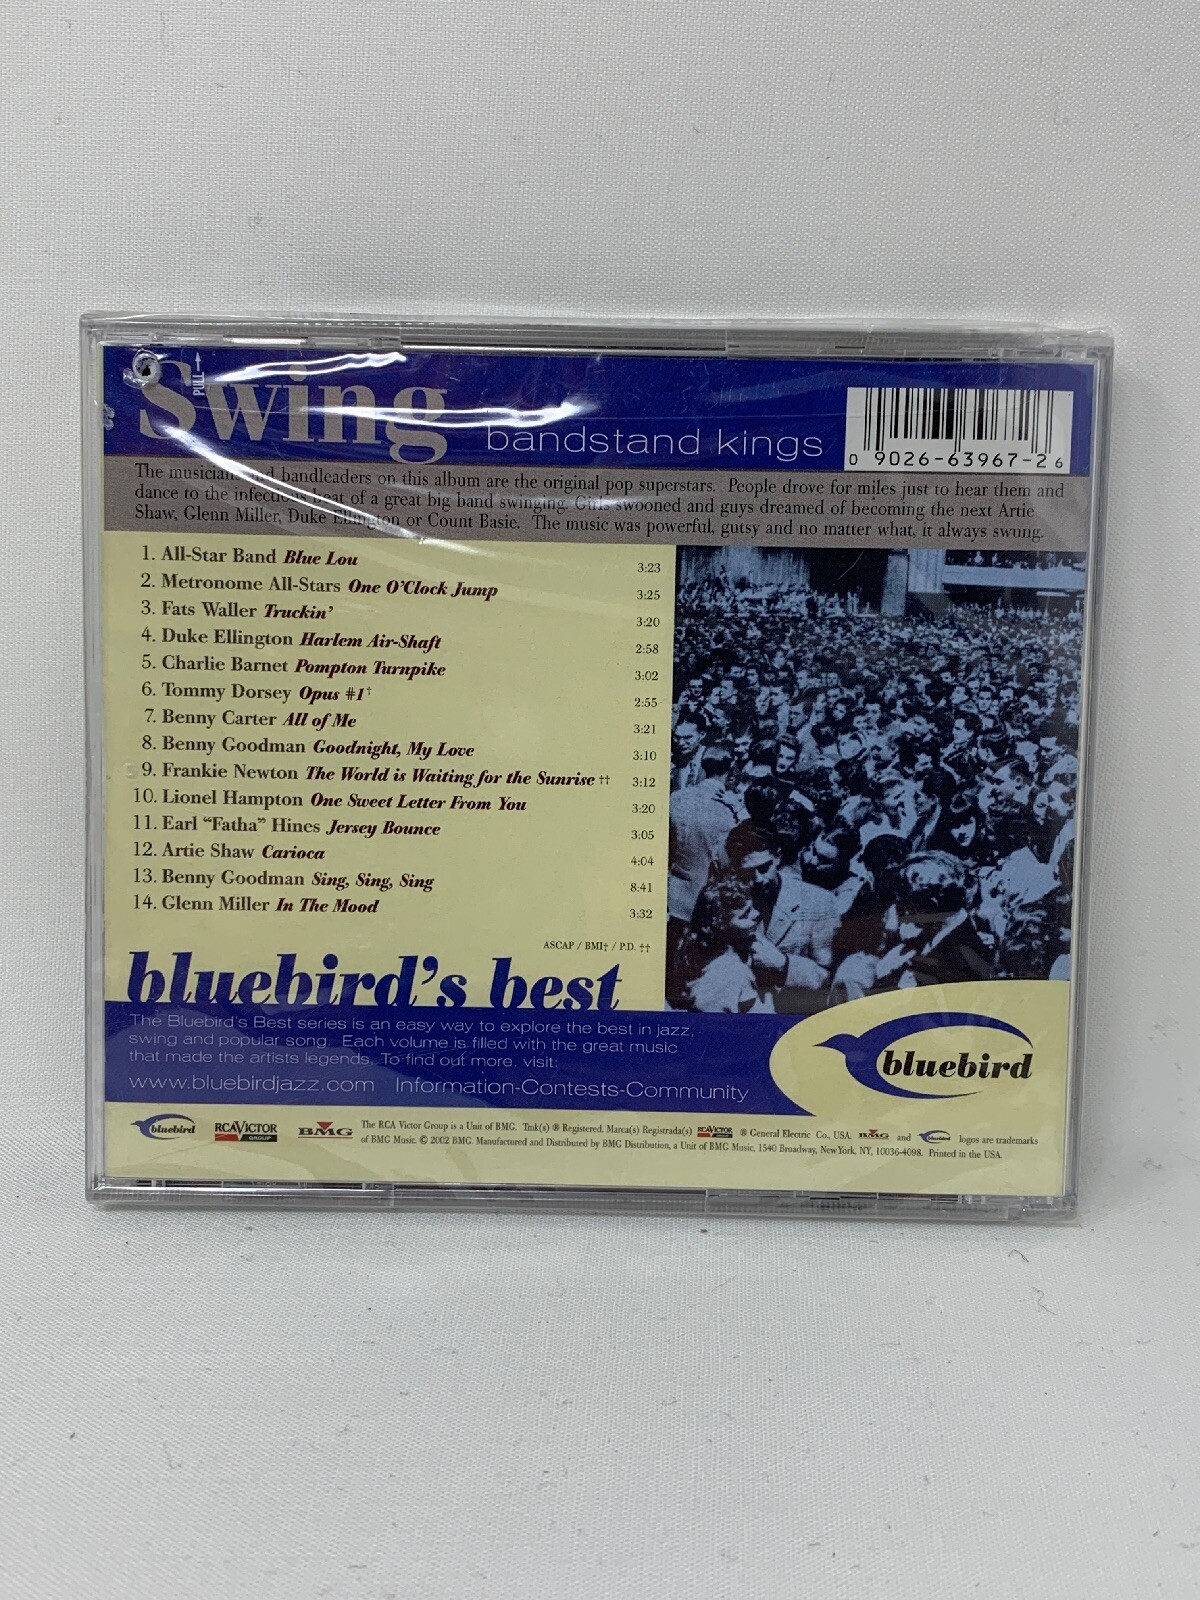 PULL→
Swing
bandstand kings
0 9026-63967-2 6
The musicians and bandleaders on this album are the original pop superstars. People drove for miles just to hear them and
dance to the infectious beat of a great big band swinging. Girls swooned and guys dreamed of becoming the next Artie
Shaw, Glenn Miller, Duke Ellington or Count Basie. The music was powerful, gutsy and no matter what, it always swung.
1. All-Star Band Blue Lou 3:23
2. Metronome All-Stars One O'Clock Jump 3:25
3. Fats Waller Truckin' 3:20
4. Duke Ellington Harlem Air-Shaft 2:58
5. Charlie Barnet Pompton Turnpike 3:02
6. Tommy Dorsey Opus #1† 2:55
7. Benny Carter All of Me 3:21
8. Benny Goodman Goodnight, My Love 3:10
9. Frankie Newton The World is Waiting for the Sunrise †† 3:12
10. Lionel Hampton One Sweet Letter From You 3:20
11. Earl "Fatha" Hines Jersey Bounce 3:05
12. Artie Shaw Carioca 4:04
13. Benny Goodman Sing, Sing, Sing 8:41
14. Glenn Miller In The Mood 3:32
ASCAP / BMI† / P.D. ††
bluebird's best
The Bluebird's Best series is an easy way to explore the best in jazz,
swing and popular song. Each volume is filled with the great music
that made the artists legends. To find out more, visit:
www.bluebirdjazz.com Information-Contests-Community
bluebird
bluebird RCA VICTOR GROUP BMG
The RCA Victor Group is a Unit of BMG. Tmk(s) ® Registered. Marca(s) Registrada(s) RCA VICTOR ® General Electric Co., USA. BMG and bluebird logos are trademarks
of BMG Music. © 2002 BMG. Manufactured and Distributed by BMG Distribution, a Unit of BMG Music, 1540 Broadway, New York, NY, 10036-4098. Printed in the USA.